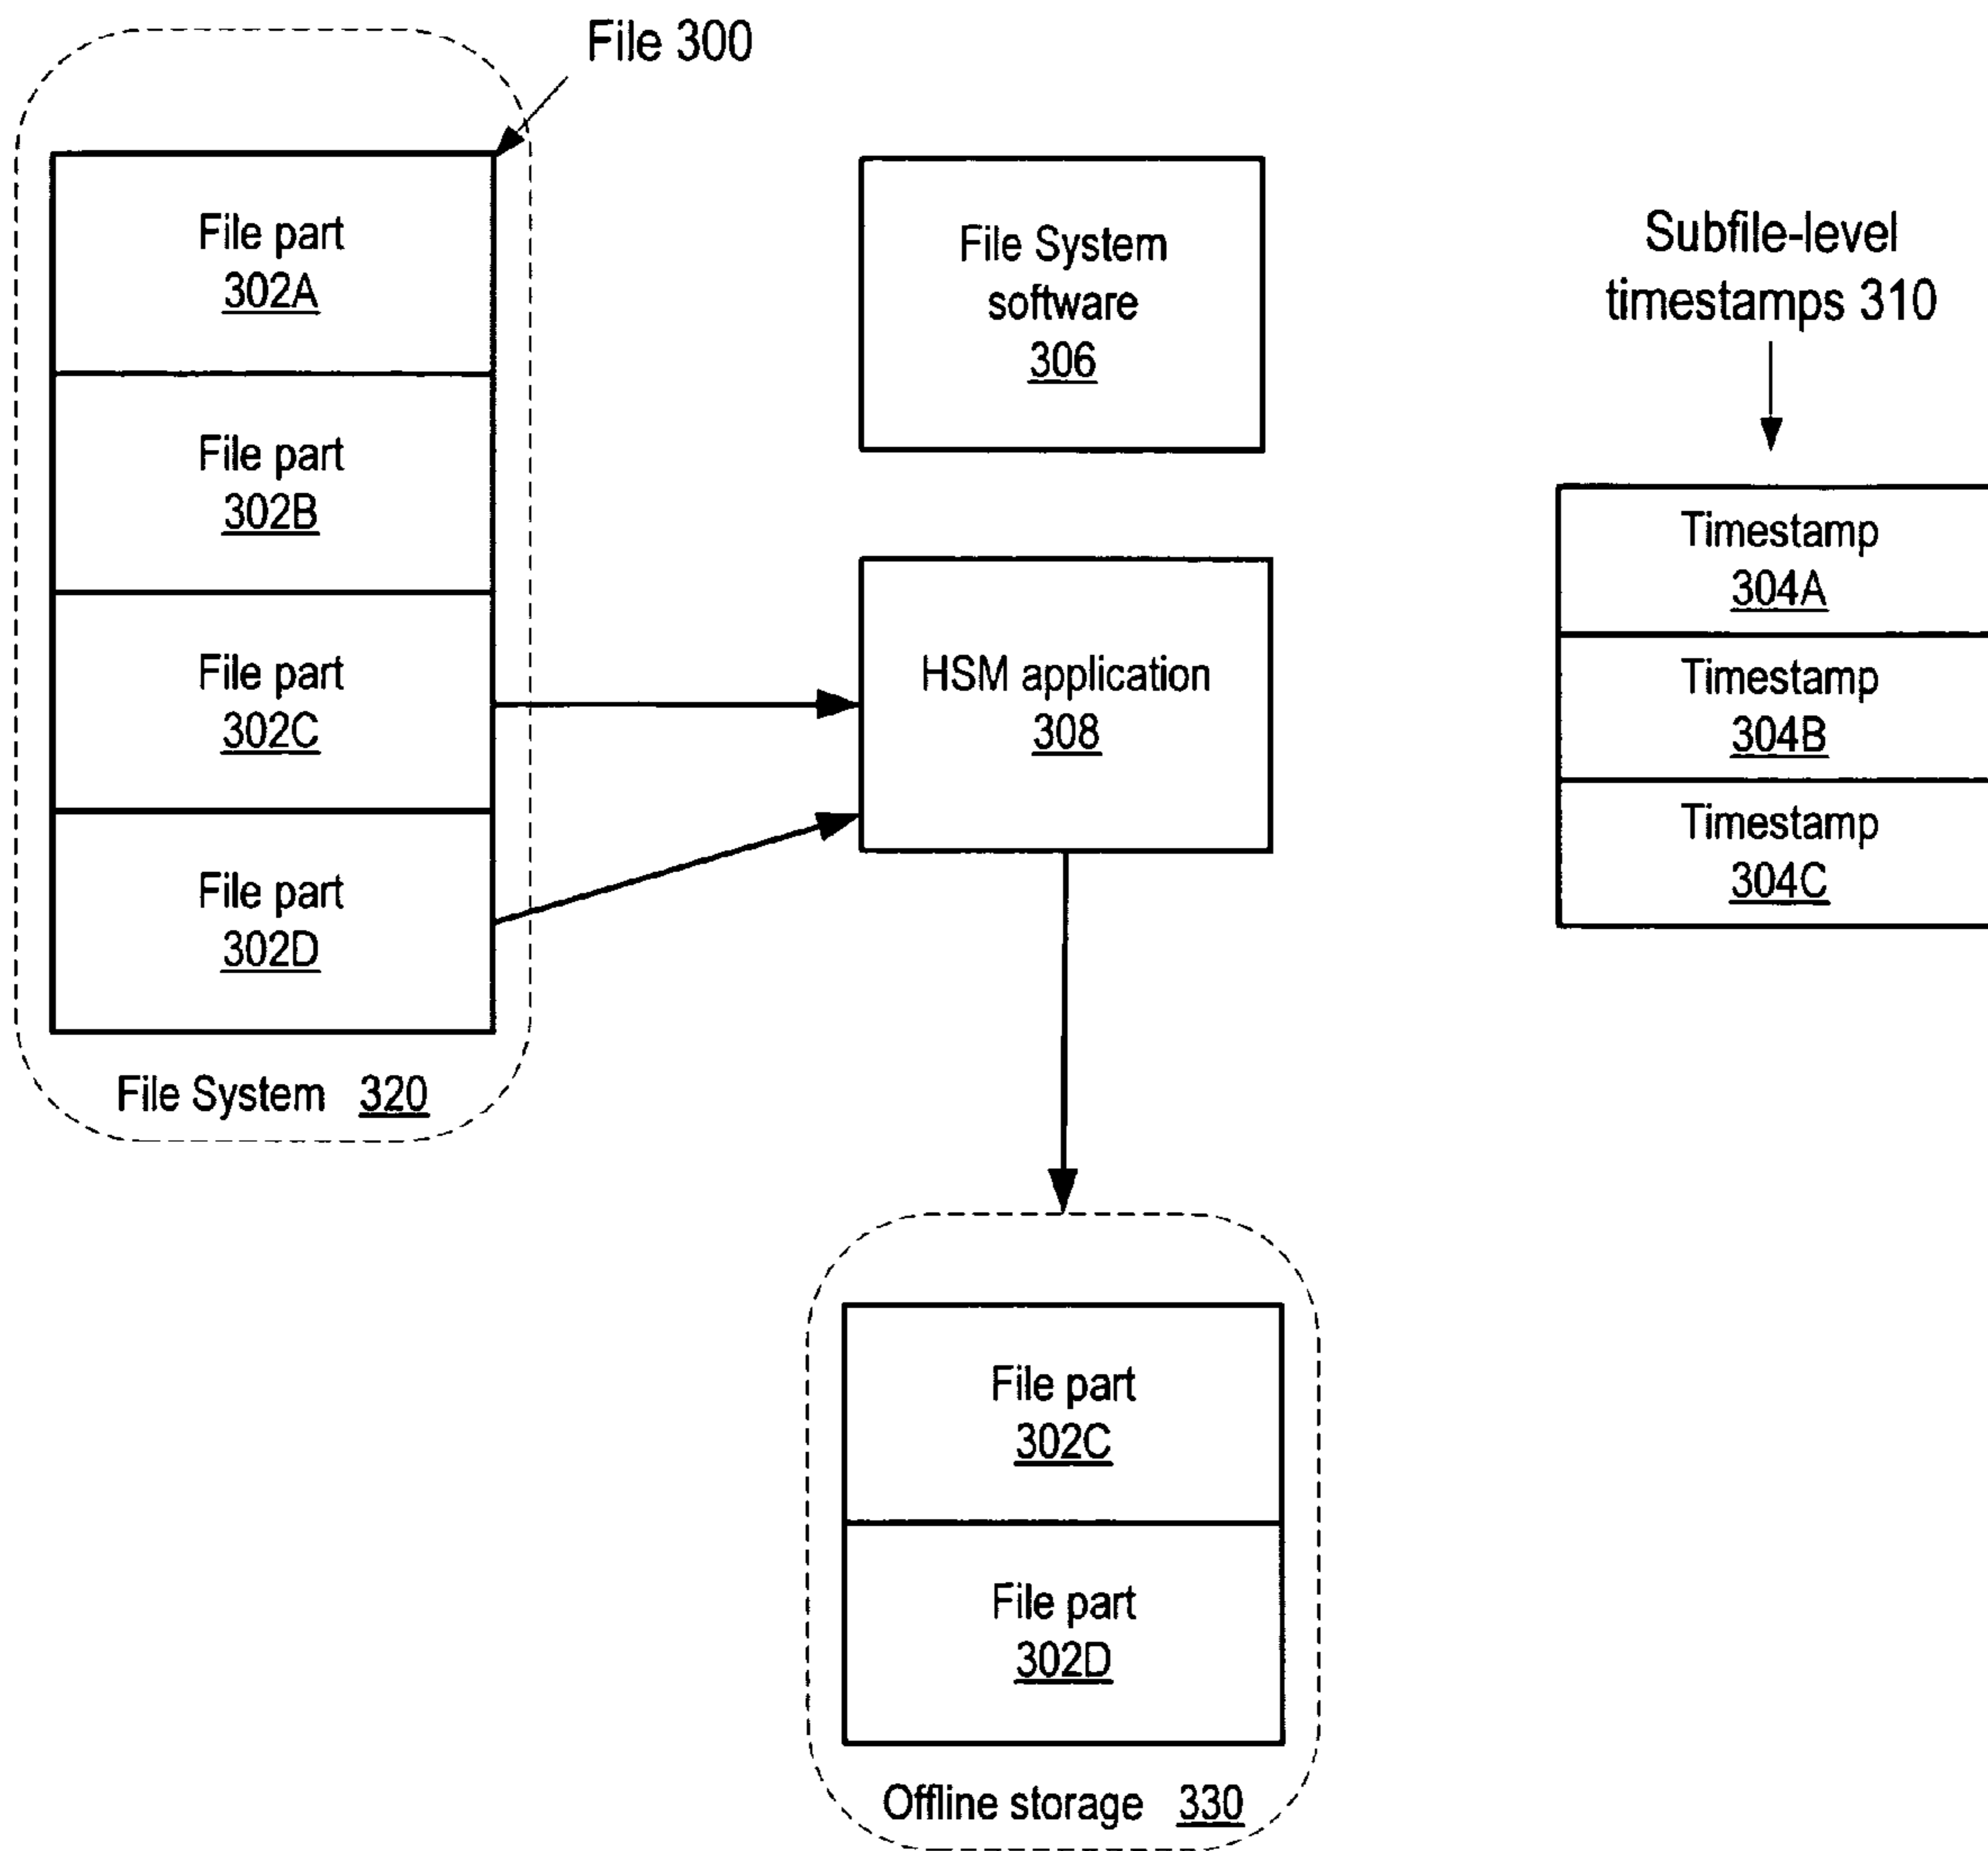 File 300
File part
302A
File part
302B
File part
302C
File part
302D
File System 320
File System
software
306
HSM application
308
Subfile-level
timestamps 310
Timestamp
304A
Timestamp
304B
Timestamp
304C
File part
302C
File part
302D
Offline storage 330